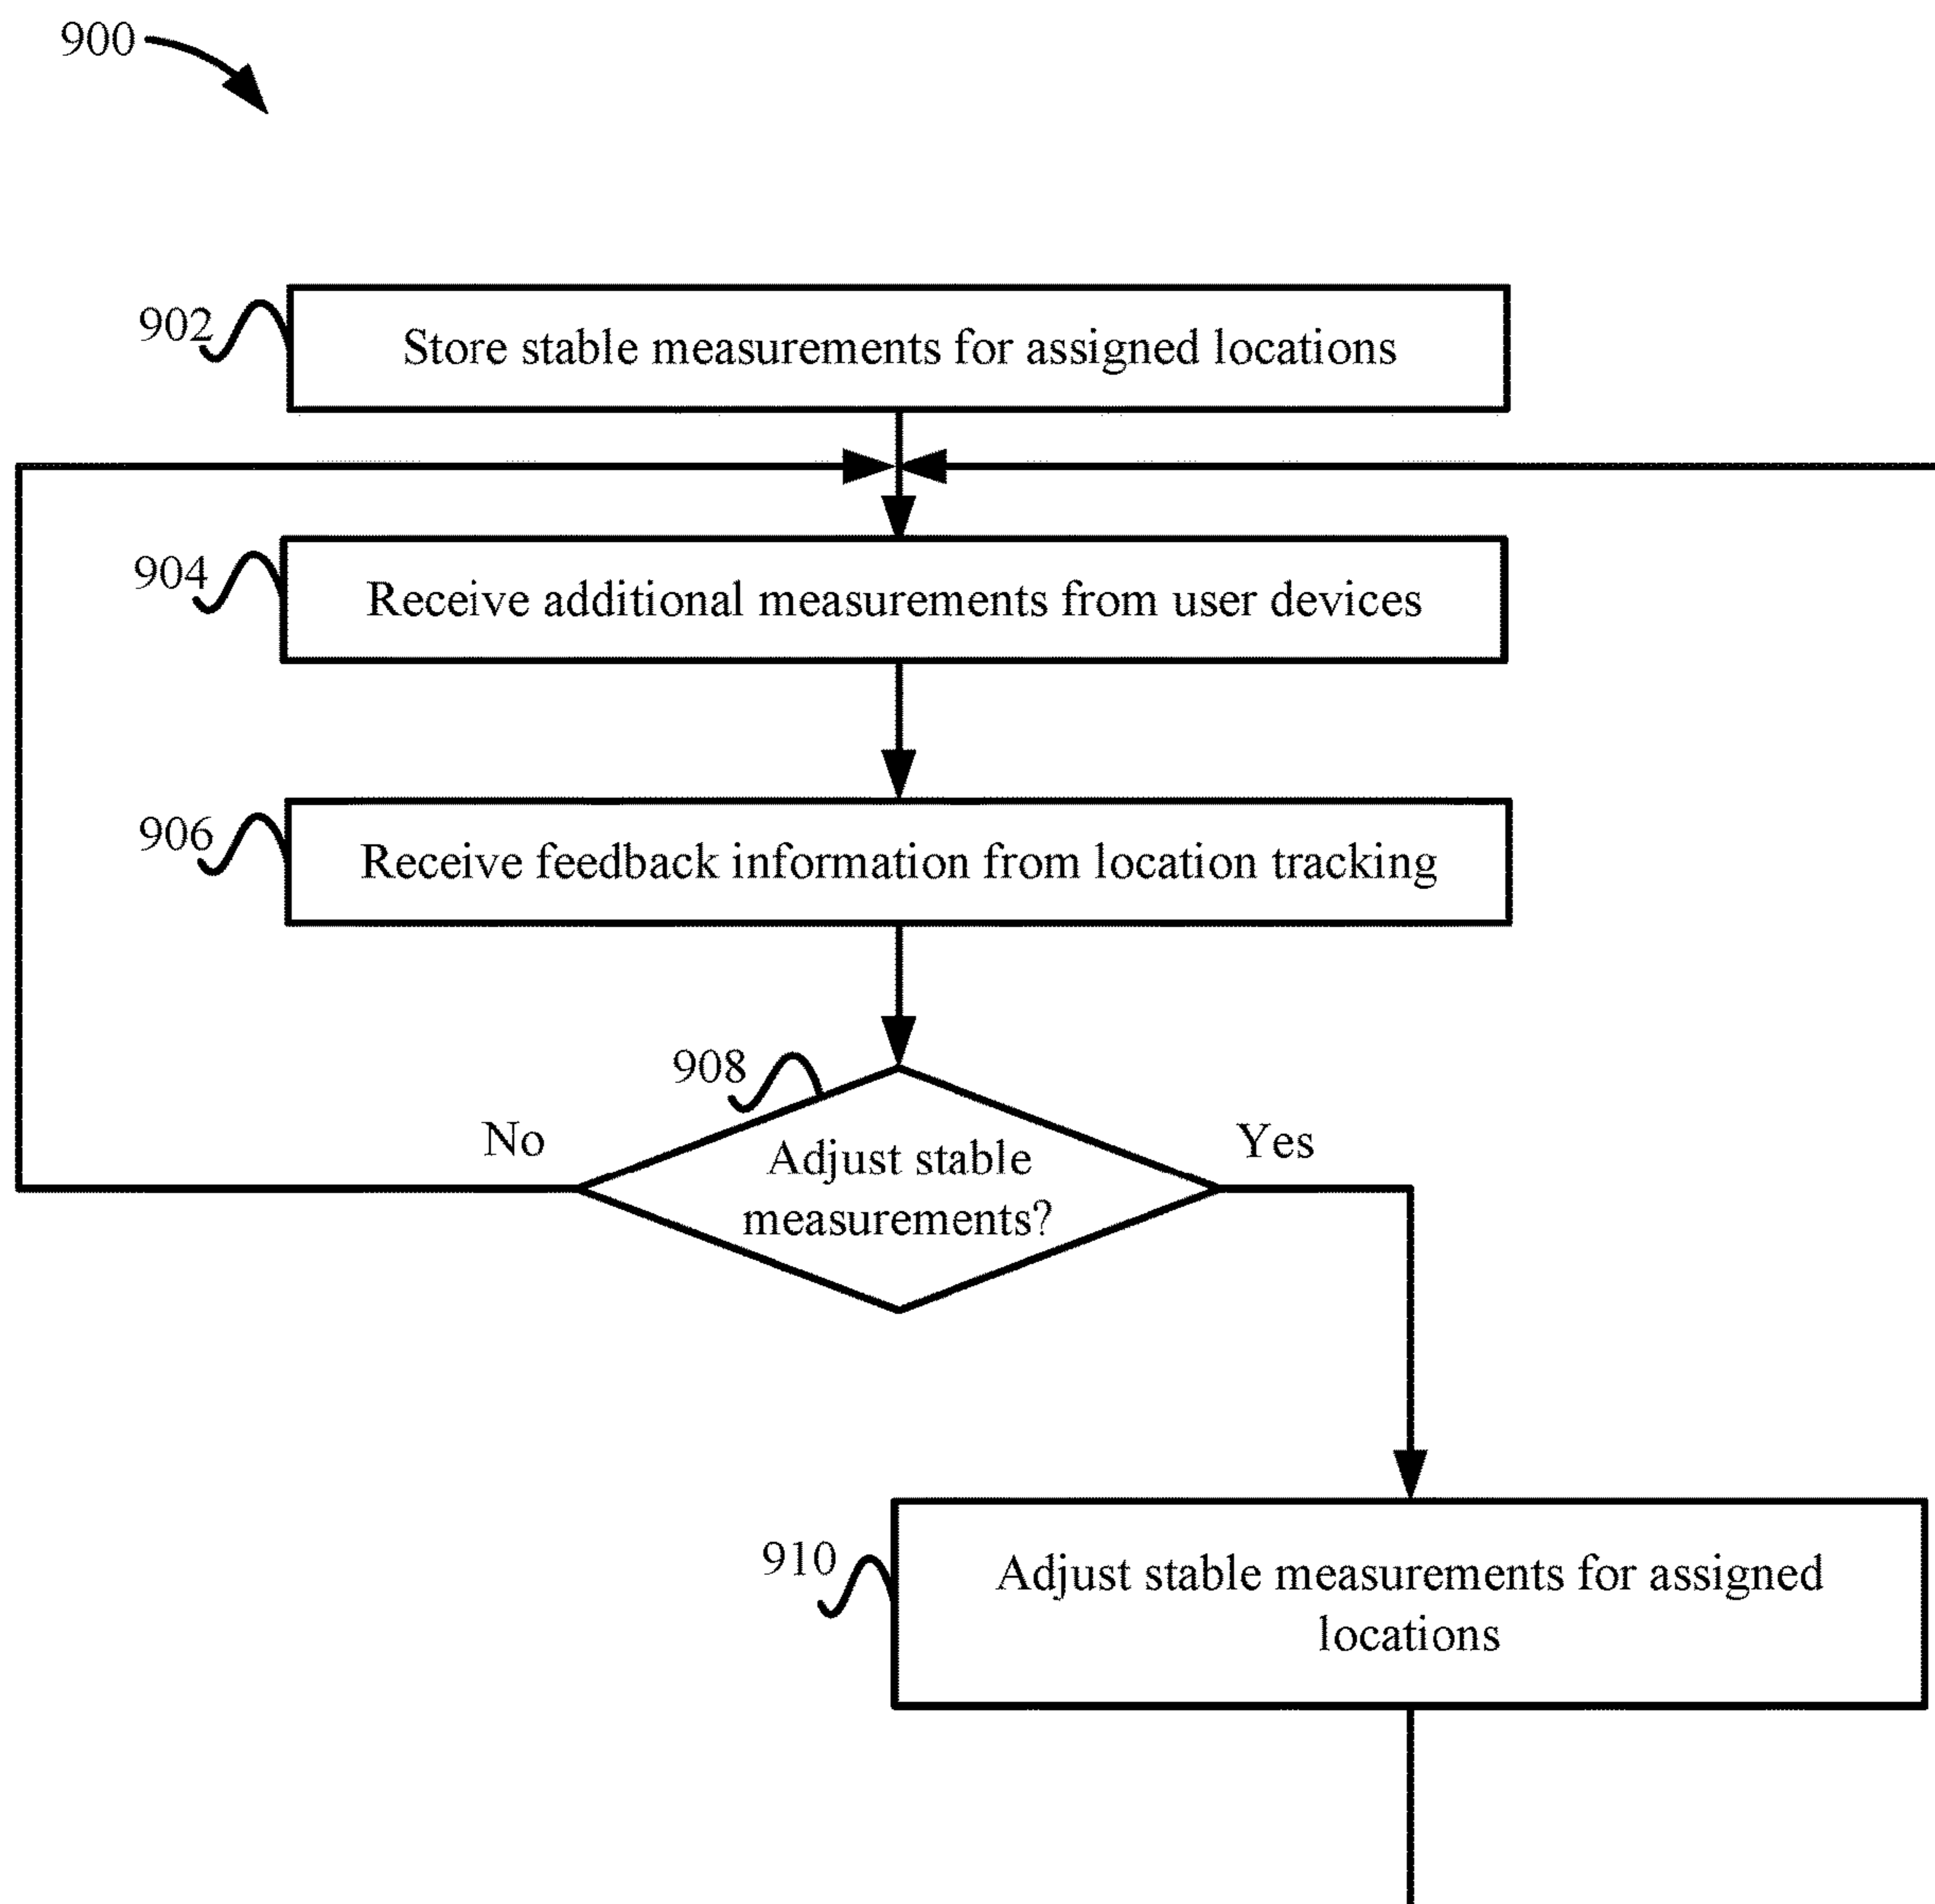 900
902
Store stable measurements for assigned locations
904
Receive additional measurements from user devices
906
Receive feedback information from location tracking
908
No
Yes
Adjust stable
measurements?
910
Adjust stable measurements for assigned
locations